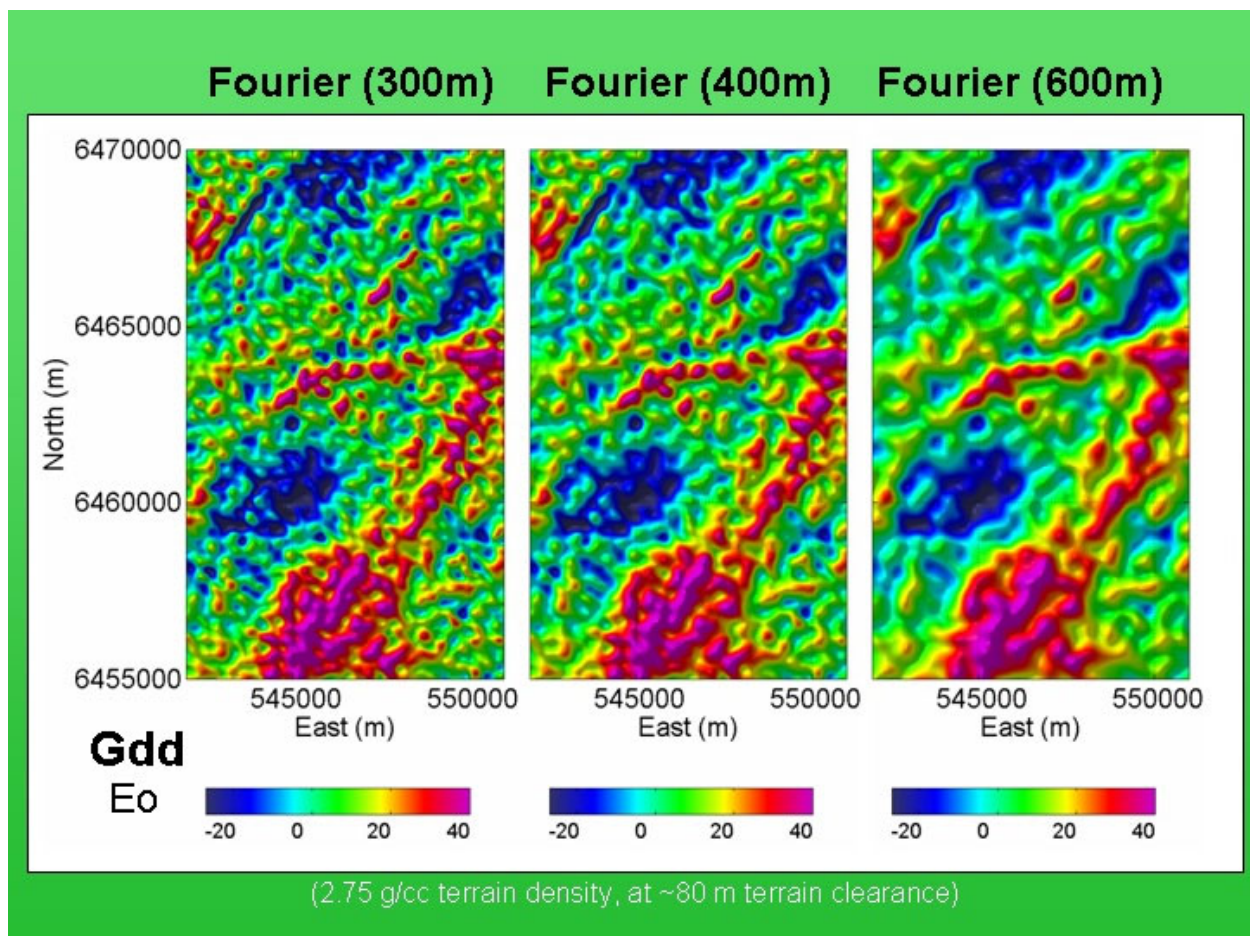 Fourier (300m) Fourier (400m) Fourier (600m)
6470000
6465000
6460000
6455000
North (m)
545000 550000 545000 550000 545000 550000
East (m) East (m) East (m)
Gdd
Eo
-20 0 20 40 -20 0 20 40 -20 0 20 40
(2.75 g/cc terrain density, at ~80 m terrain clearance)